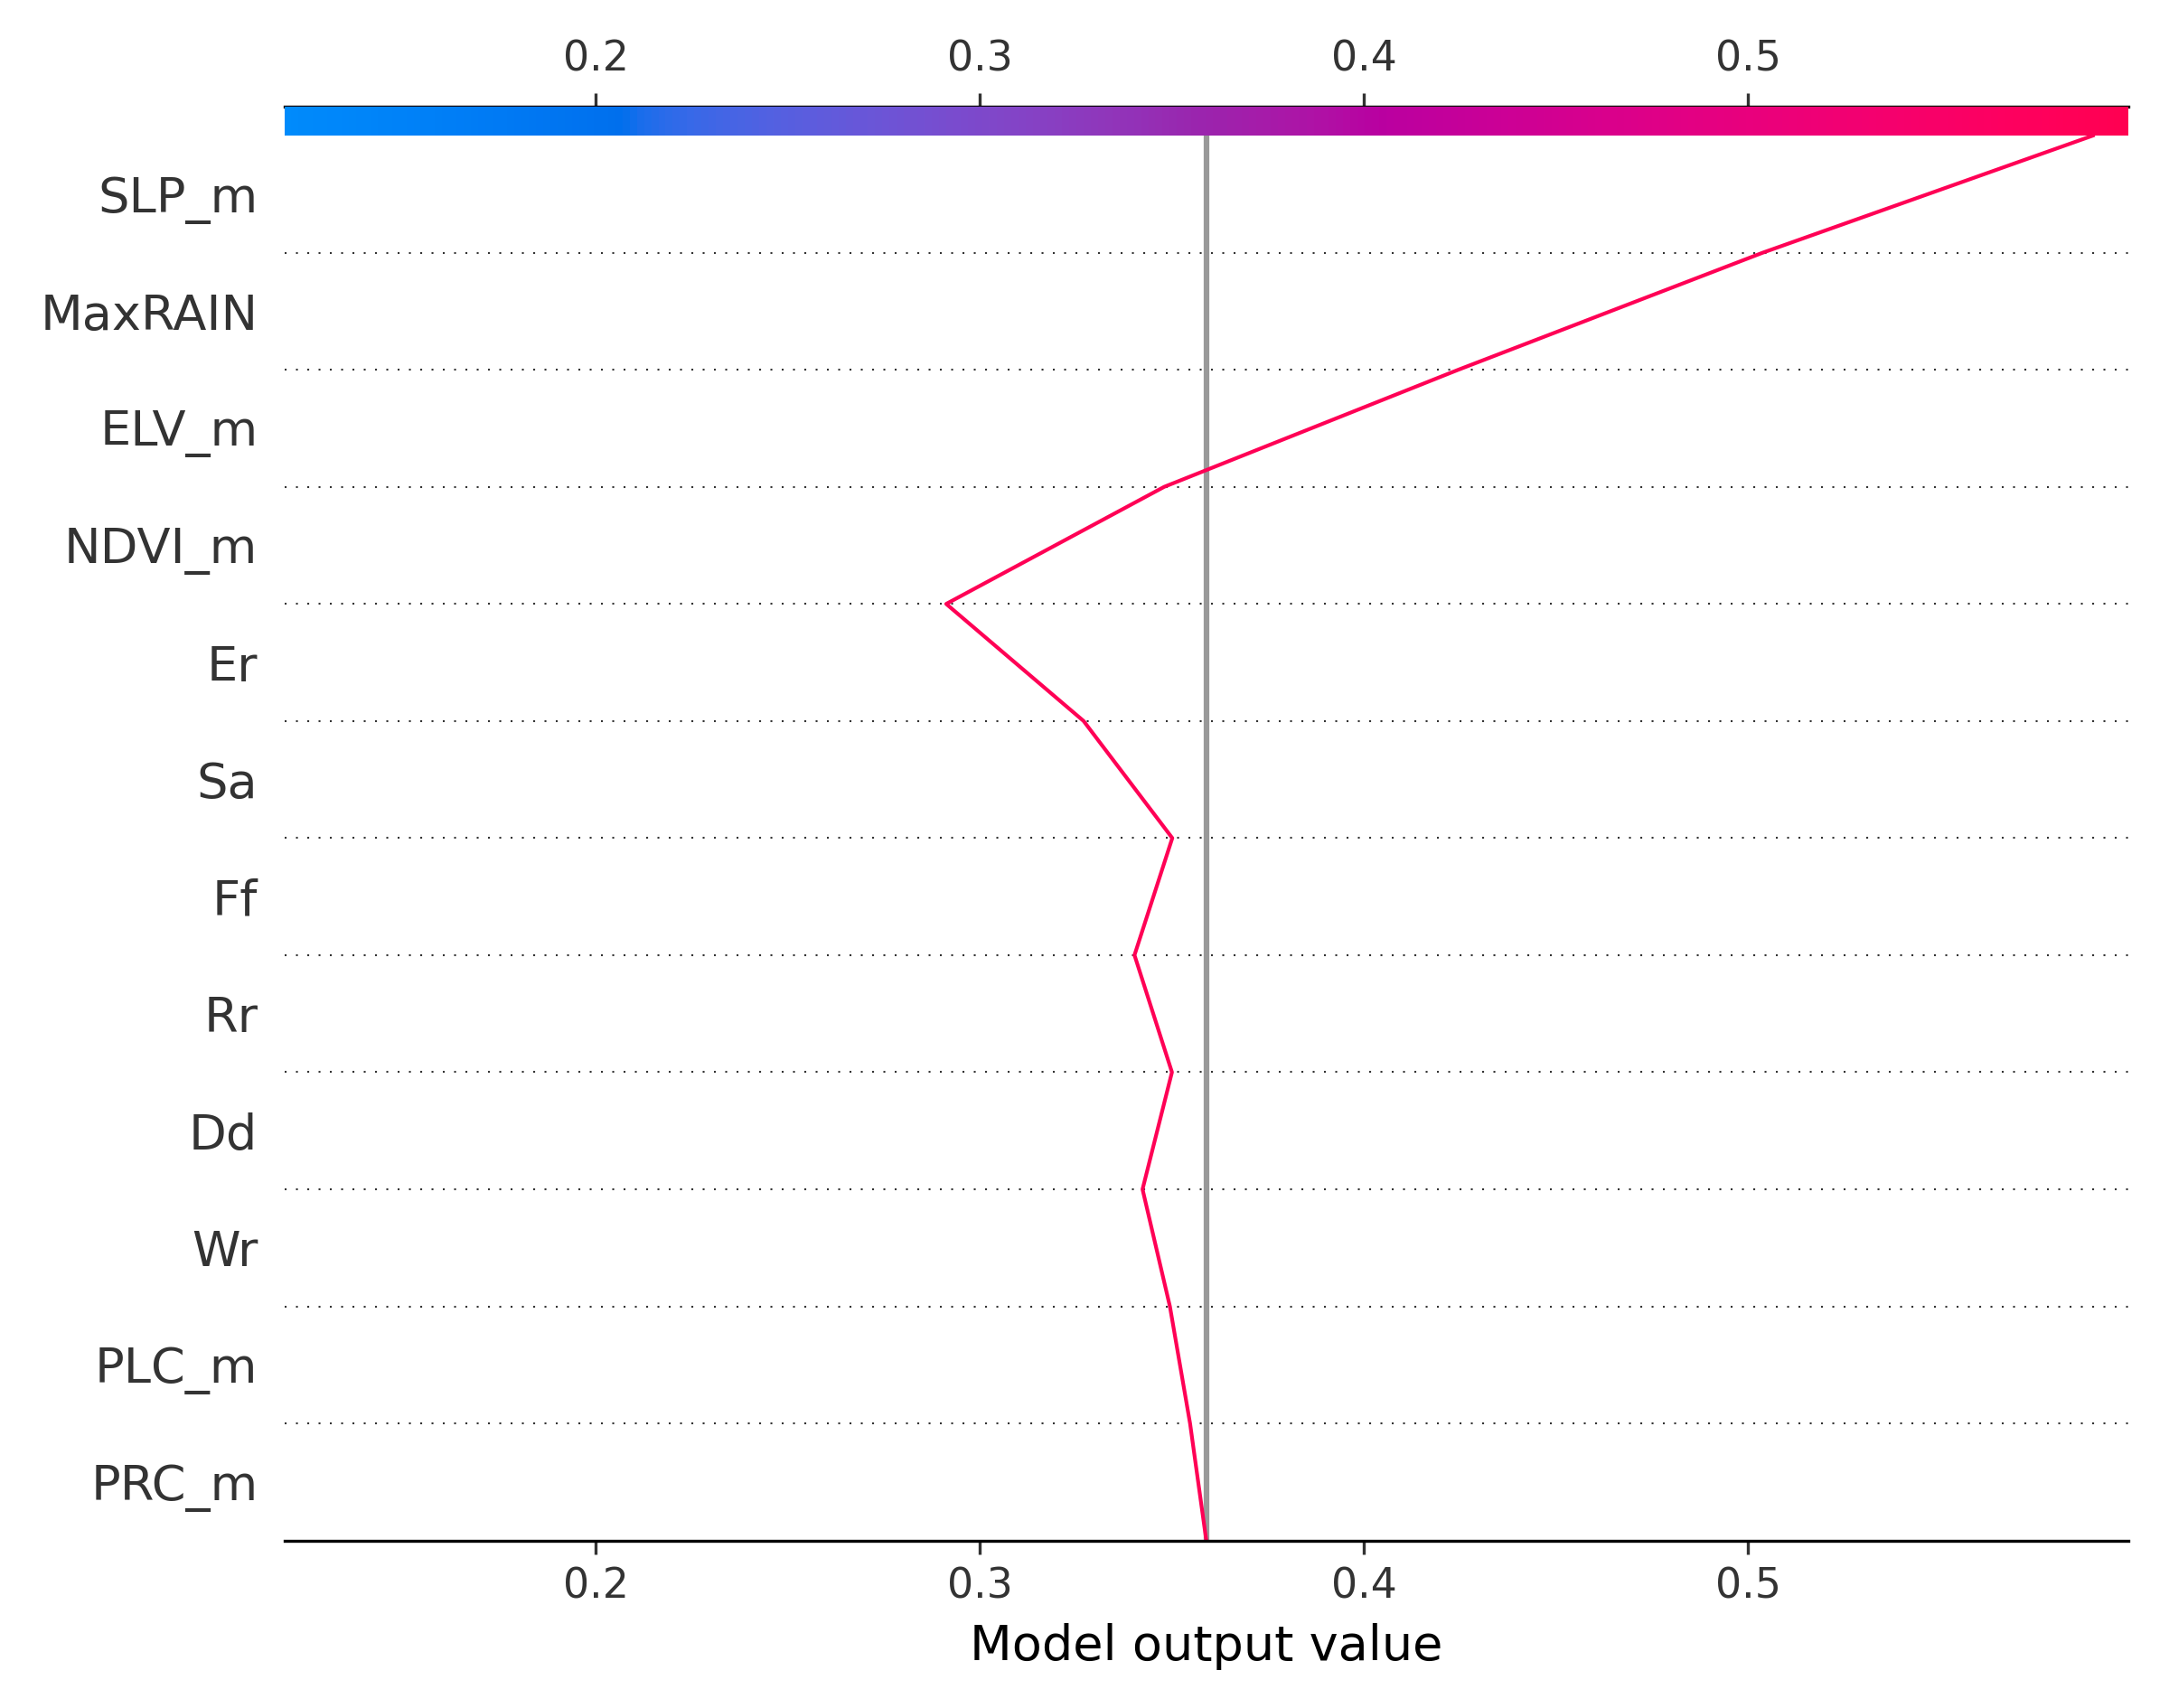 0.2 0.3 0.4 0.5
SLP_m
MaxRAIN
ELV_m
NDVI_m
Er
Sa
Ff
Rr
Dd
Wr
PLC_m
PRC_m
0.2 0.3 0.4 0.5
Model output value